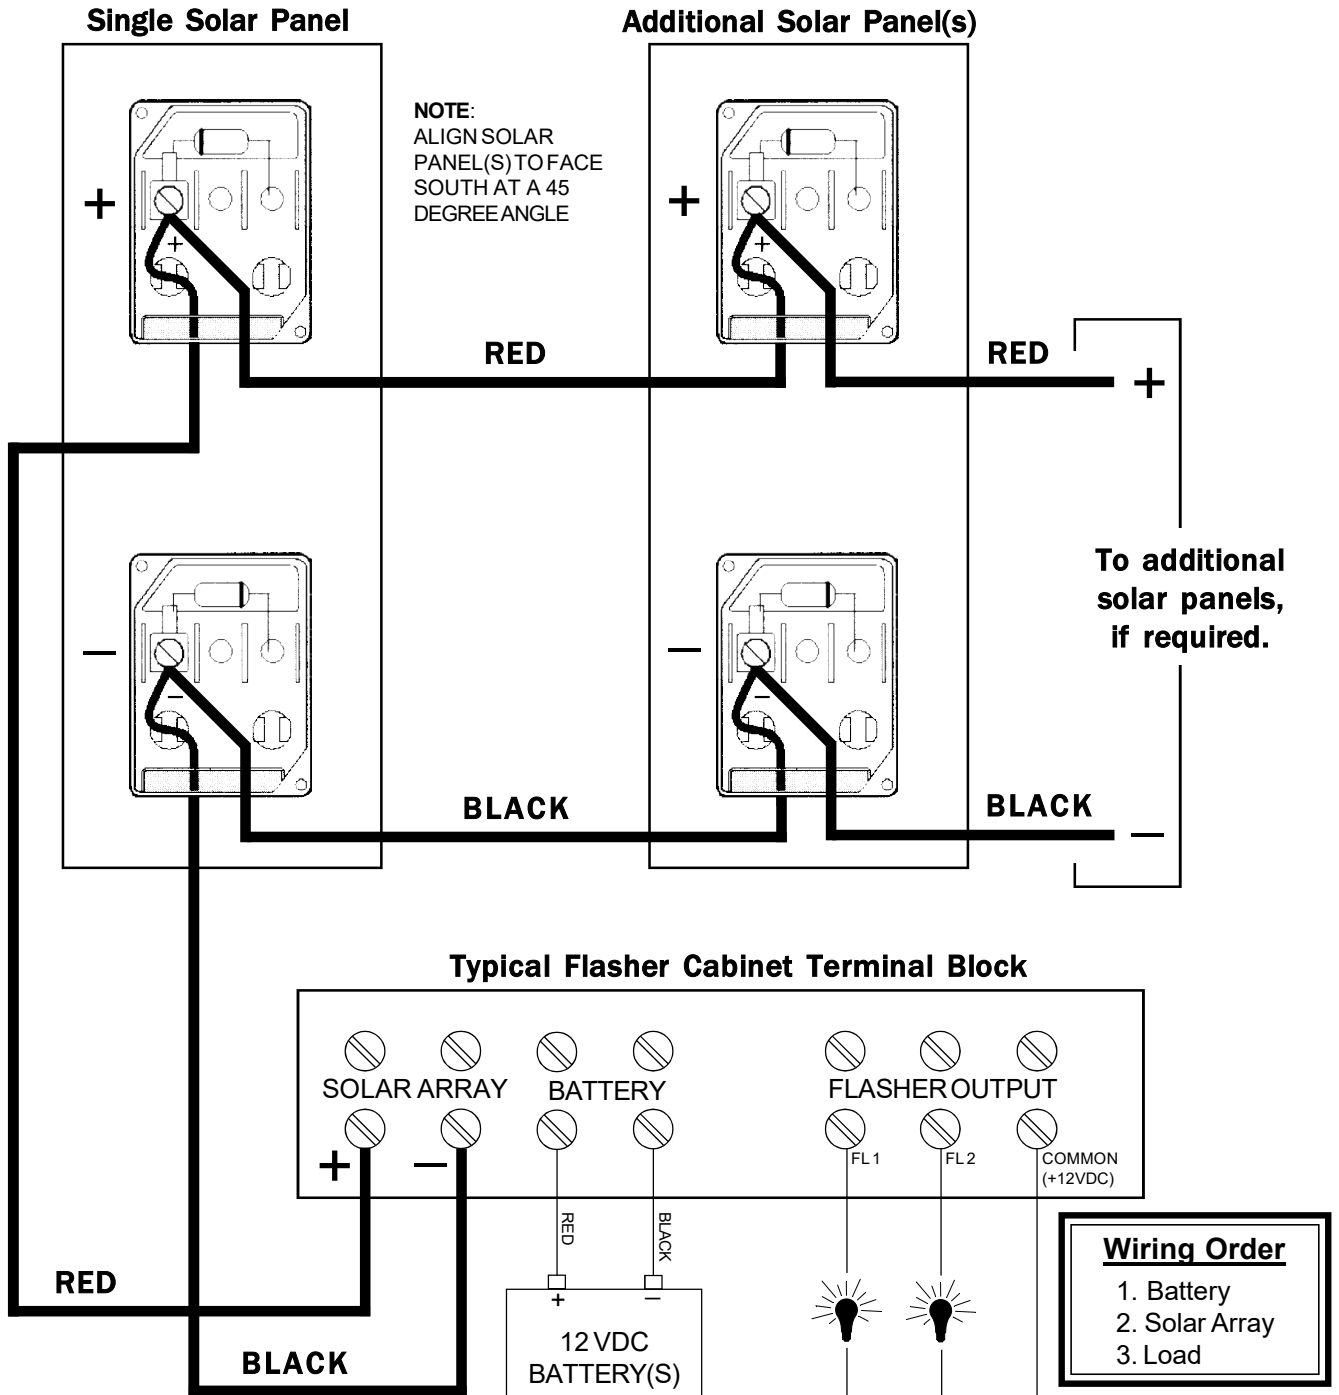 Single Solar Panel
Additional Solar Panel(s)
NOTE:
ALIGN SOLAR
PANEL(S) TO FACE
SOUTH AT A 45
DEGREE ANGLE
+
+
+
+
RED
RED
+
To additional
solar panels,
if required.
−
−
−
−
BLACK
BLACK
−
Typical Flasher Cabinet Terminal Block
SOLAR ARRAY
BATTERY
FLASHER OUTPUT
+
−
FL 1
FL 2
COMMON
(+12VDC)
RED
BLACK
RED
BLACK
+
−
12 VDC
BATTERY(S)
Wiring Order
1. Battery
2. Solar Array
3. Load